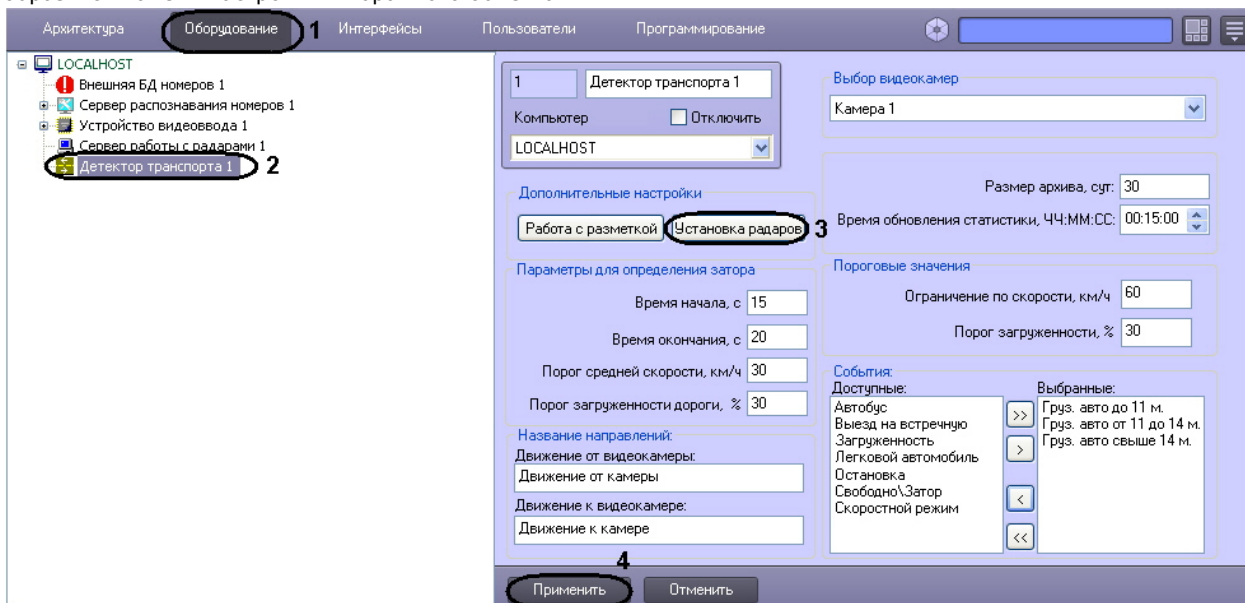 Архитектура Оборудование 1 Интерфейсы Пользователи Программирование
LOCALHOST
Внешняя БД номеров 1
Сервер распознавания номеров 1
Устройство видеоввода 1
Сервер работы с радарами 1
Детектор транспорта 1 2
1 Детектор транспорта 1
Компьютер Отключить
LOCALHOST
Дополнительные настройки
Работа с разметкой Установка радаров 3
Параметры для определения затора
Время начала, с 15
Время окончания, с 20
Порог средней скорости, км/ч 30
Порог загруженности дороги, % 30
Название направлений:
Движение от видеокамеры:
Движение от камеры
Движение к видеокамере:
Движение к камере
Выбор видеокамер
Камера 1
Размер архива, сут: 30
Время обновления статистики, ЧЧ:ММ:СС: 00:15:00
Пороговые значения
Ограничение по скорости, км/ч 60
Порог загруженности, % 30
События:
Доступные: Выбранные:
Автобус
Выезд на встречную
Загруженность
Легковой автомобиль
Остановка
Свободно\Затор
Скоростной режим
>>
>
<
<<
Груз. авто до 11 м.
Груз. авто от 11 до 14 м.
Груз. авто свыше 14 м.
4
Применить Отменить